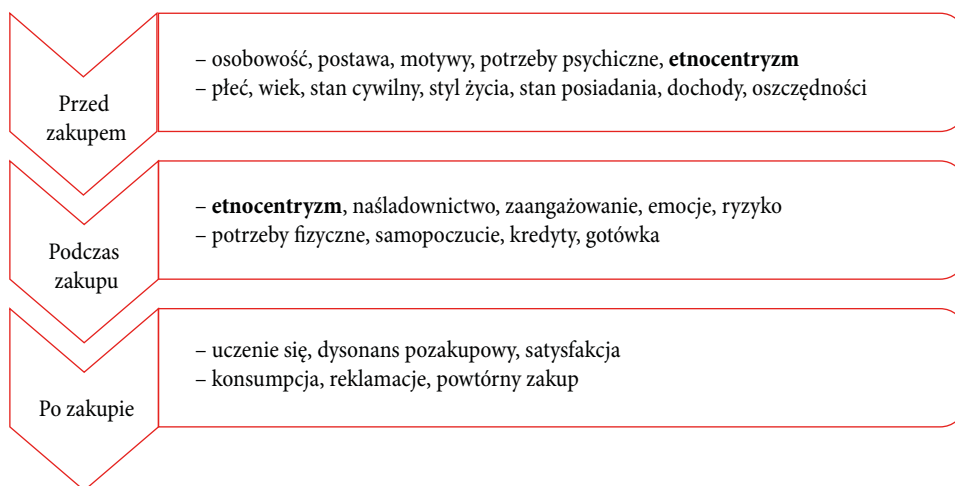 Przed
zakupem
– osobowość, postawa, motywy, potrzeby psychiczne, etnocentryzm
– płeć, wiek, stan cywilny, styl życia, stan posiadania, dochody, oszczędności
Podczas
zakupu
– etnocentryzm, naśladownictwo, zaangażowanie, emocje, ryzyko
– potrzeby fizyczne, samopoczucie, kredyty, gotówka
Po zakupie
– uczenie się, dysonans pozakupowy, satysfakcja
– konsumpcja, reklamacje, powtórny zakup